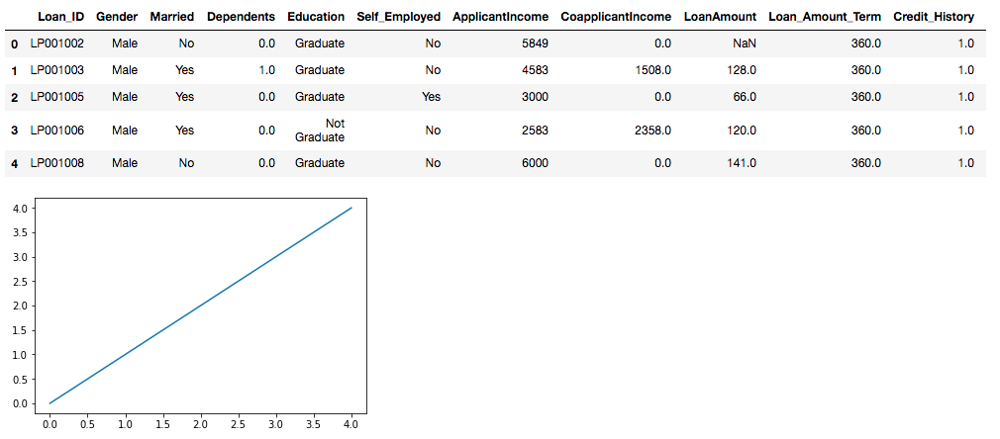 Loan_ID Gender Married Dependents Education Self_Employed ApplicantIncome CoapplicantIncome LoanAmount Loan_Amount_Term Credit_History
0 LP001002 Male No 0.0 Graduate No 5849 0.0 NaN 360.0 1.0
1 LP001003 Male Yes 1.0 Graduate No 4583 1508.0 128.0 360.0 1.0
2 LP001005 Male Yes 0.0 Graduate Yes 3000 0.0 66.0 360.0 1.0
3 LP001006 Male Yes 0.0 Not Graduate No 2583 2358.0 120.0 360.0 1.0
4 LP001008 Male No 0.0 Graduate No 6000 0.0 141.0 360.0 1.0
4.0
3.5
3.0
2.5
2.0
1.5
1.0
0.5
0.0
0.0 0.5 1.0 1.5 2.0 2.5 3.0 3.5 4.0